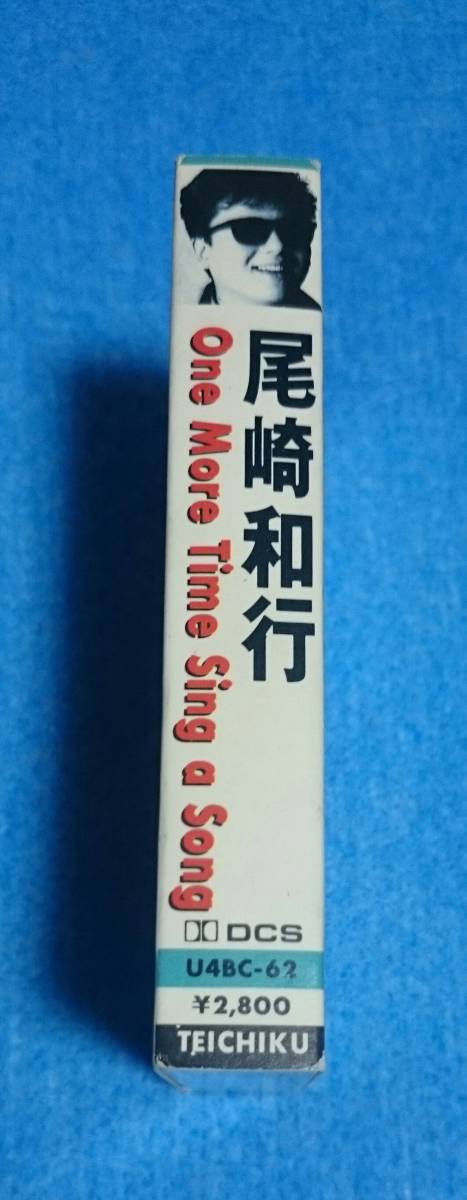 尾崎和行
One More Time Sing a Song
DCS
U4BC-62
¥2,800
TEICHIKU